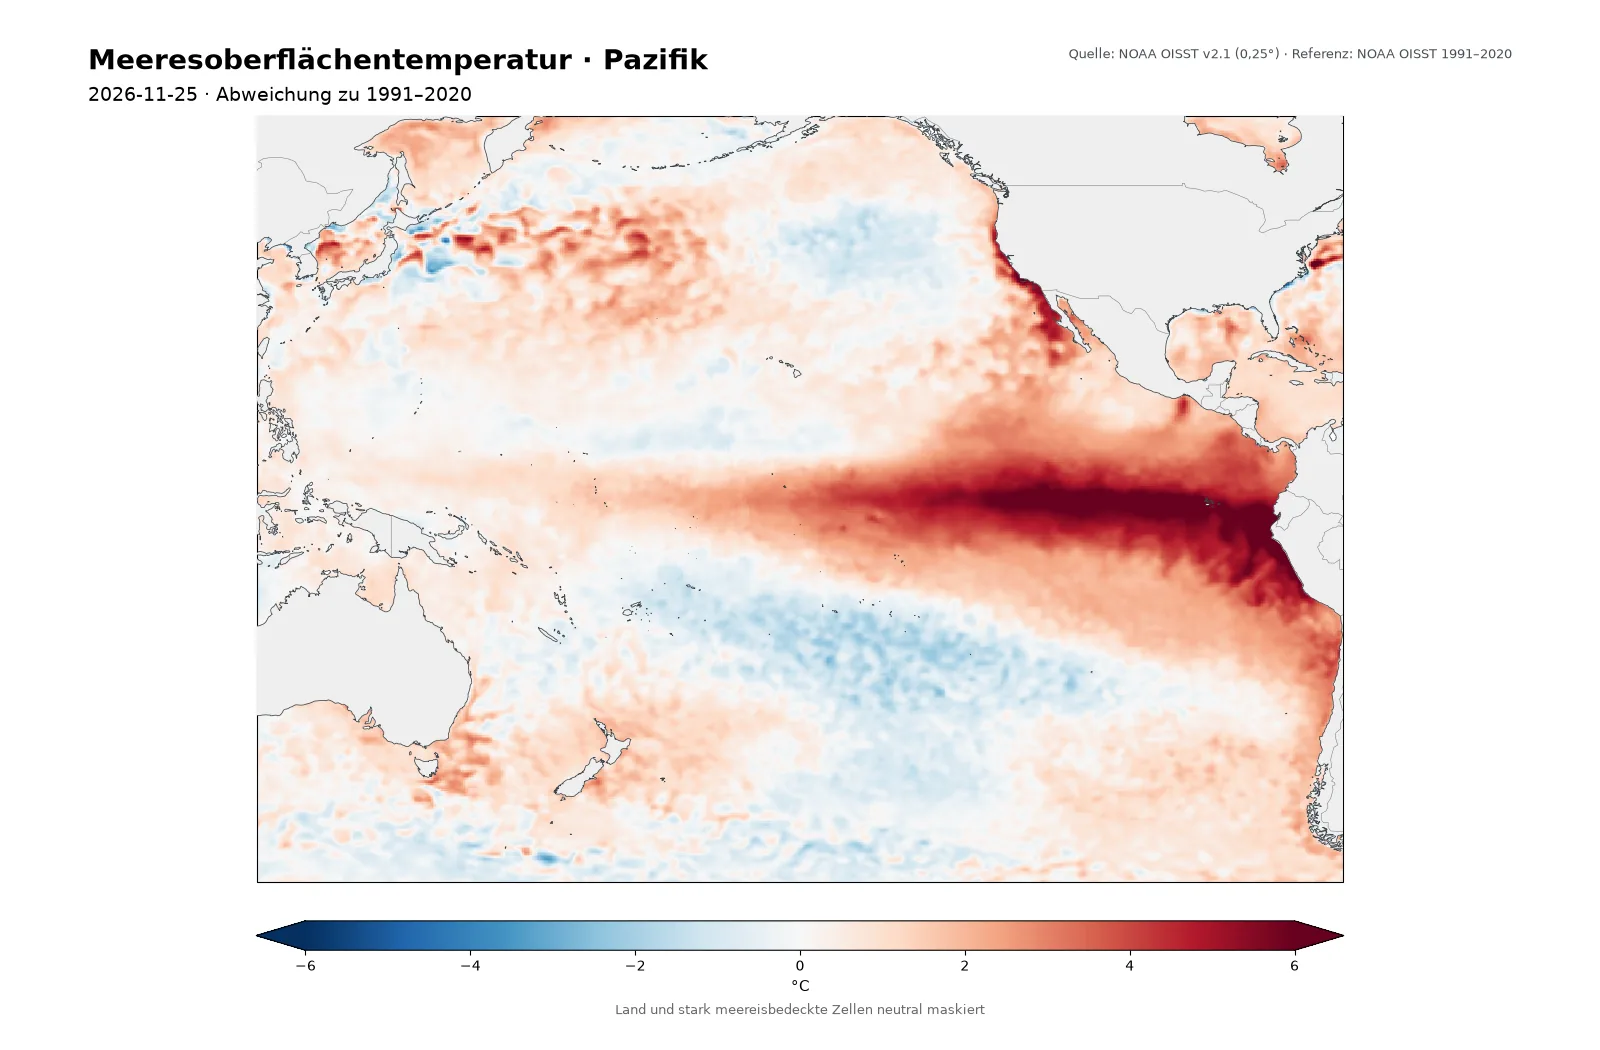 Meeresoberflächentemperatur · Pazifik
Quelle: NOAA OISST v2.1 (0,25°) · Referenz: NOAA OISST 1991–2020
2026-11-25 · Abweichung zu 1991–2020
−6 −4 −2 0 2 4 6
°C
Land und stark meereisbedeckte Zellen neutral maskiert